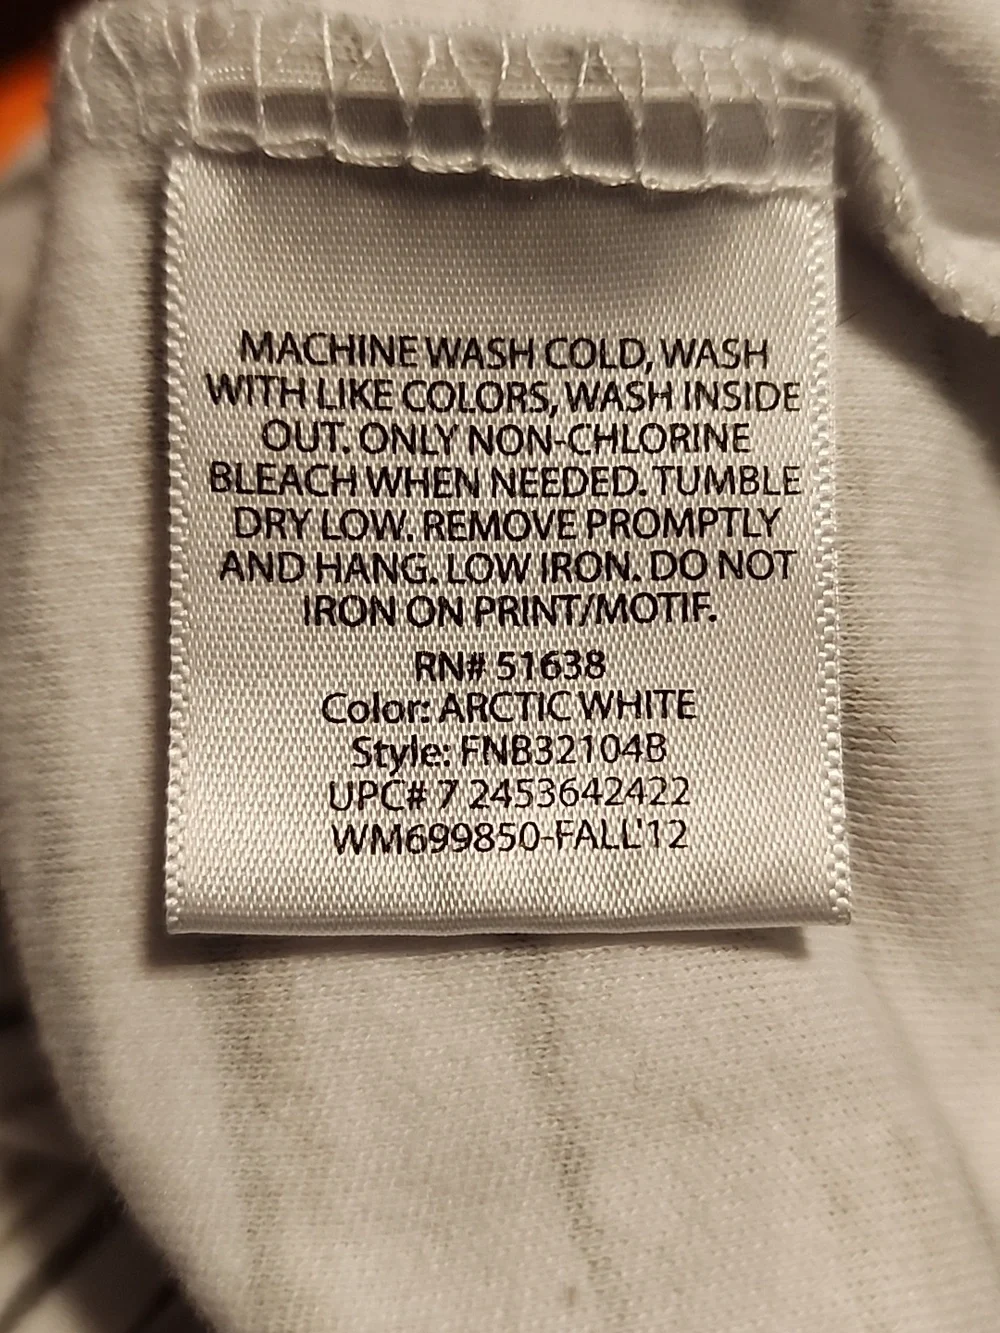 MACHINE WASH COLD, WASH
WITH LIKE COLORS, WASH INSIDE
OUT. ONLY NON-CHLORINE
BLEACH WHEN NEEDED. TUMBLE
DRY LOW. REMOVE PROMPTLY
AND HANG. LOW IRON. DO NOT
IRON ON PRINT/MOTIF.
RN# 51638
Color: ARCTIC WHITE
Style: FNB32104B
UPC# 7 2453642422
WM699850-FALL'12